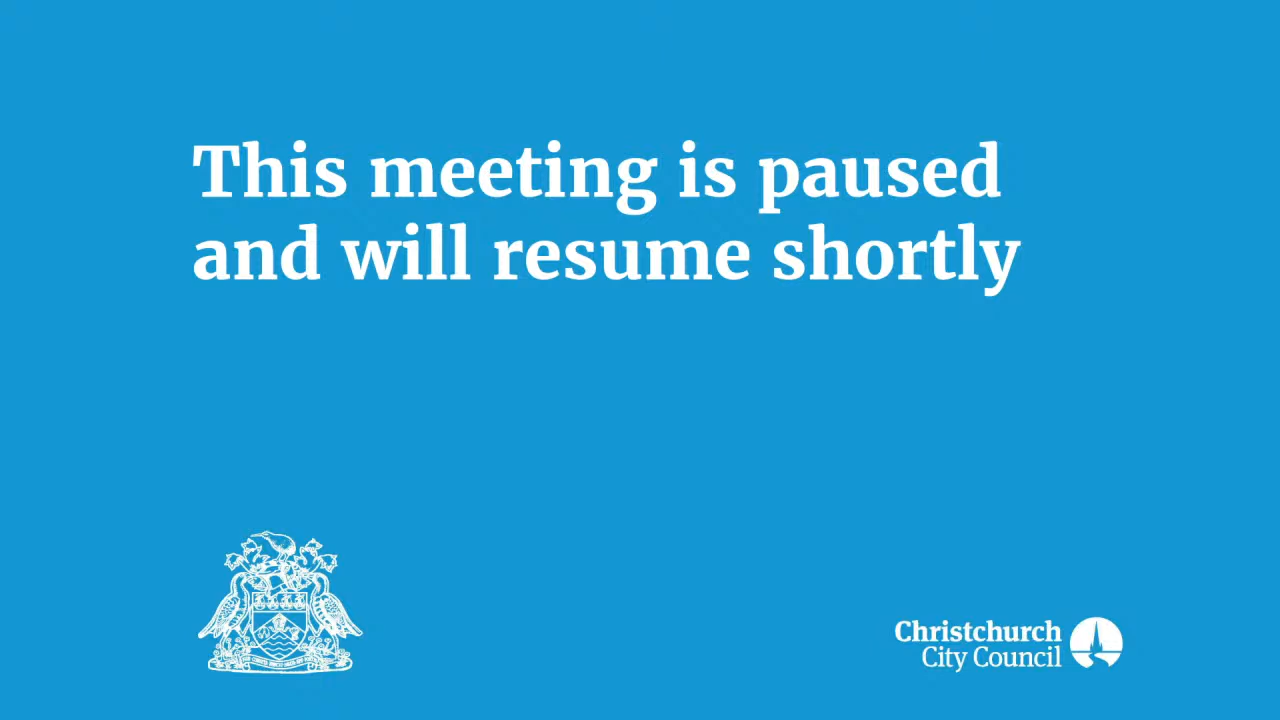 This meeting is paused
and will resume shortly
Christchurch
City Council